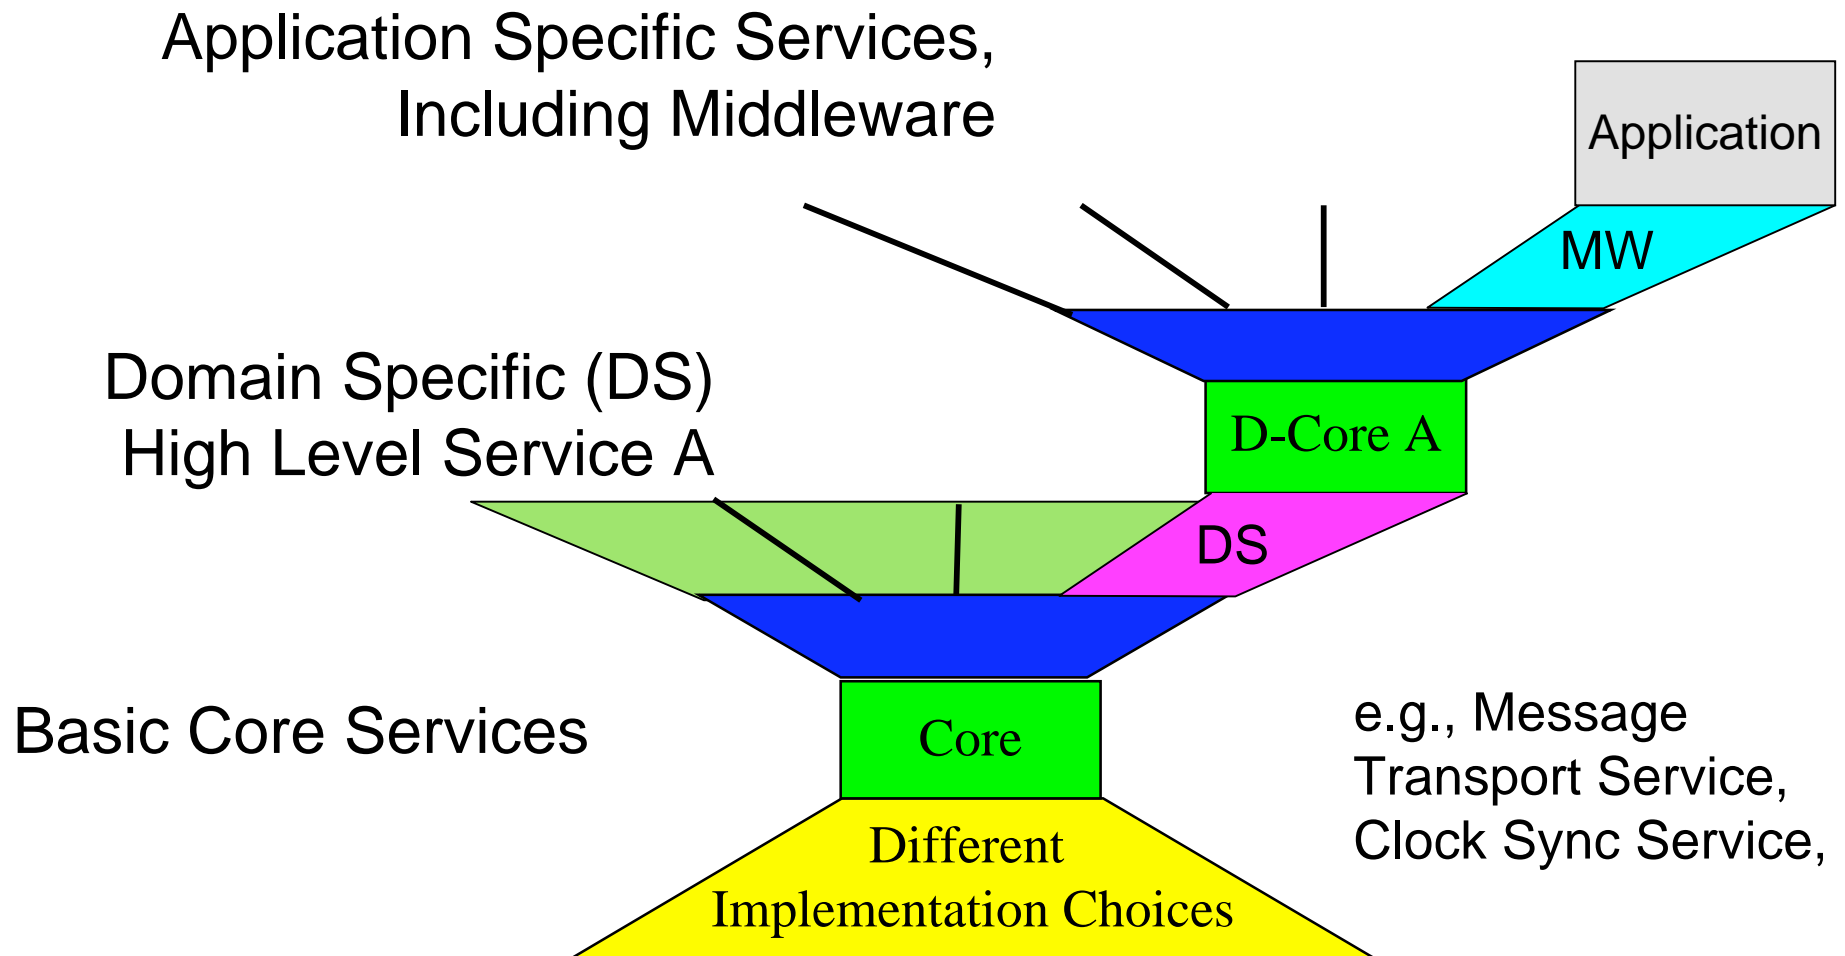 Application Specific Services,
Including Middleware
Application
MW
Domain Specific (DS)
High Level Service A
D-Core A
DS
Basic Core Services
Core
e.g., Message
Transport Service,
Clock Sync Service,
Different
Implementation Choices